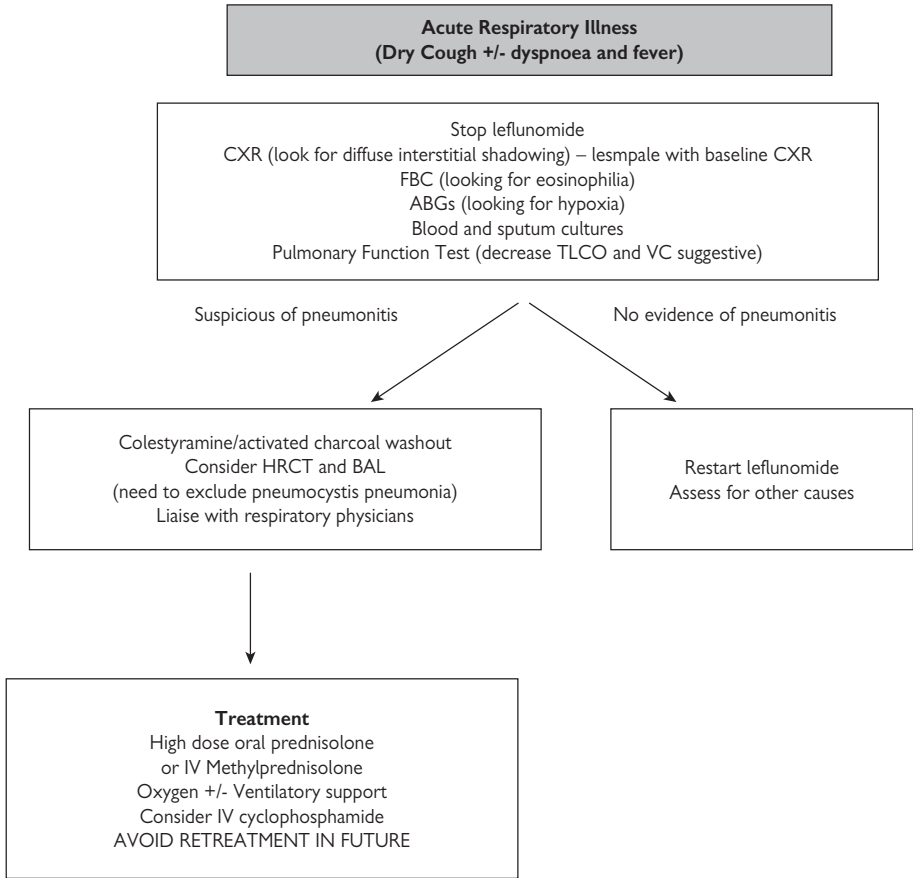 Acute Respiratory Illness
(Dry Cough +/- dyspnoea and fever)
Stop leflunomide
CXR (look for diffuse interstitial shadowing) – lesmpale with baseline CXR
FBC (looking for eosinophilia)
ABGs (looking for hypoxia)
Blood and sputum cultures
Pulmonary Function Test (decrease TLCO and VC suggestive)
Suspicious of pneumonitis
No evidence of pneumonitis
Colestyramine/activated charcoal washout
Consider HRCT and BAL
(need to exclude pneumocystis pneumonia)
Liaise with respiratory physicians
Restart leflunomide
Assess for other causes
Treatment
High dose oral prednisolone
or IV Methylprednisolone
Oxygen +/- Ventilatory support
Consider IV cyclophosphamide
AVOID RETREATMENT IN FUTURE